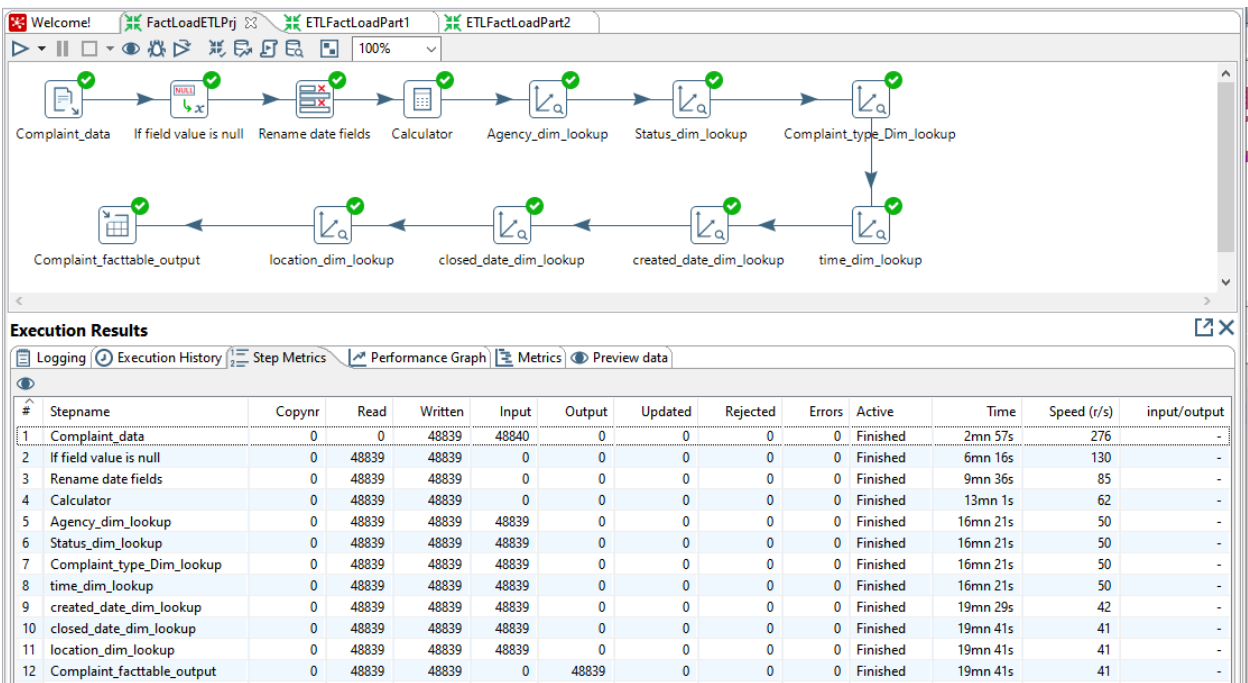 Welcome! FactLoadETLPrj ETLFactLoadPart1 ETLFactLoadPart2
100%
NULL
x
Complaint_data If field value is null Rename date fields Calculator Agency_dim_lookup Status_dim_lookup Complaint_type_Dim_lookup
Complaint_facttable_output location_dim_lookup closed_date_dim_lookup created_date_dim_lookup time_dim_lookup
Execution Results
Logging Execution History Step Metrics Performance Graph Metrics Preview data
# Stepname Copynr Read Written Input Output Updated Rejected Errors Active Time Speed (r/s) input/output
1 Complaint_data 0 0 48839 48840 0 0 0 0 Finished 2mn 57s 276 -
2 If field value is null 0 48839 48839 0 0 0 0 0 Finished 6mn 16s 130 -
3 Rename date fields 0 48839 48839 0 0 0 0 0 Finished 9mn 36s 85 -
4 Calculator 0 48839 48839 0 0 0 0 0 Finished 13mn 1s 62 -
5 Agency_dim_lookup 0 48839 48839 48839 0 0 0 0 Finished 16mn 21s 50 -
6 Status_dim_lookup 0 48839 48839 48839 0 0 0 0 Finished 16mn 21s 50 -
7 Complaint_type_Dim_lookup 0 48839 48839 48839 0 0 0 0 Finished 16mn 21s 50 -
8 time_dim_lookup 0 48839 48839 48839 0 0 0 0 Finished 16mn 21s 50 -
9 created_date_dim_lookup 0 48839 48839 48839 0 0 0 0 Finished 19mn 29s 42 -
10 closed_date_dim_lookup 0 48839 48839 48839 0 0 0 0 Finished 19mn 41s 41 -
11 location_dim_lookup 0 48839 48839 48839 0 0 0 0 Finished 19mn 41s 41 -
12 Complaint_facttable_output 0 48839 48839 0 48839 0 0 0 Finished 19mn 41s 41 -